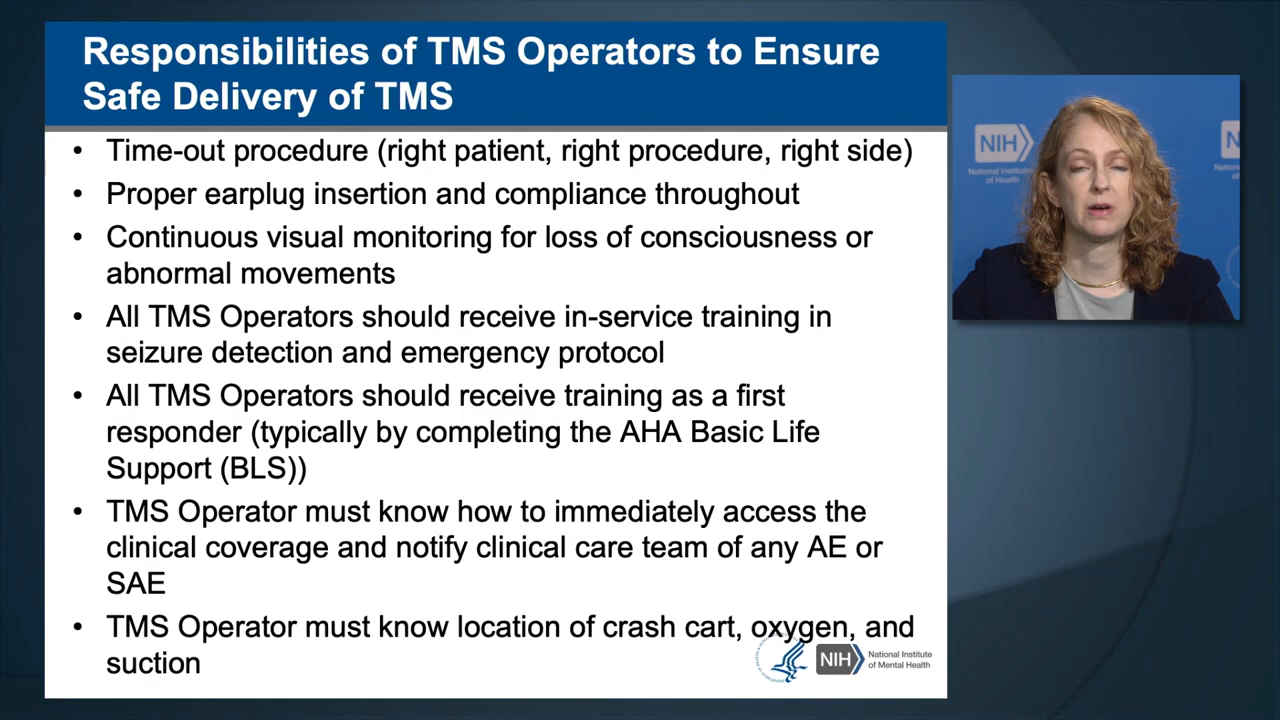 Responsibilities of TMS Operators to Ensure
Safe Delivery of TMS
• Time-out procedure (right patient, right procedure, right side)
• Proper earplug insertion and compliance throughout
• Continuous visual monitoring for loss of consciousness or
abnormal movements
• All TMS Operators should receive in-service training in
seizure detection and emergency protocol
• All TMS Operators should receive training as a first
responder (typically by completing the AHA Basic Life
Support (BLS))
• TMS Operator must know how to immediately access the
clinical coverage and notify clinical care team of any AE or
SAE
• TMS Operator must know location of crash cart, oxygen, and
suction
NIH
National Institute
of Mental Health
NIH
National Institutes
of Health